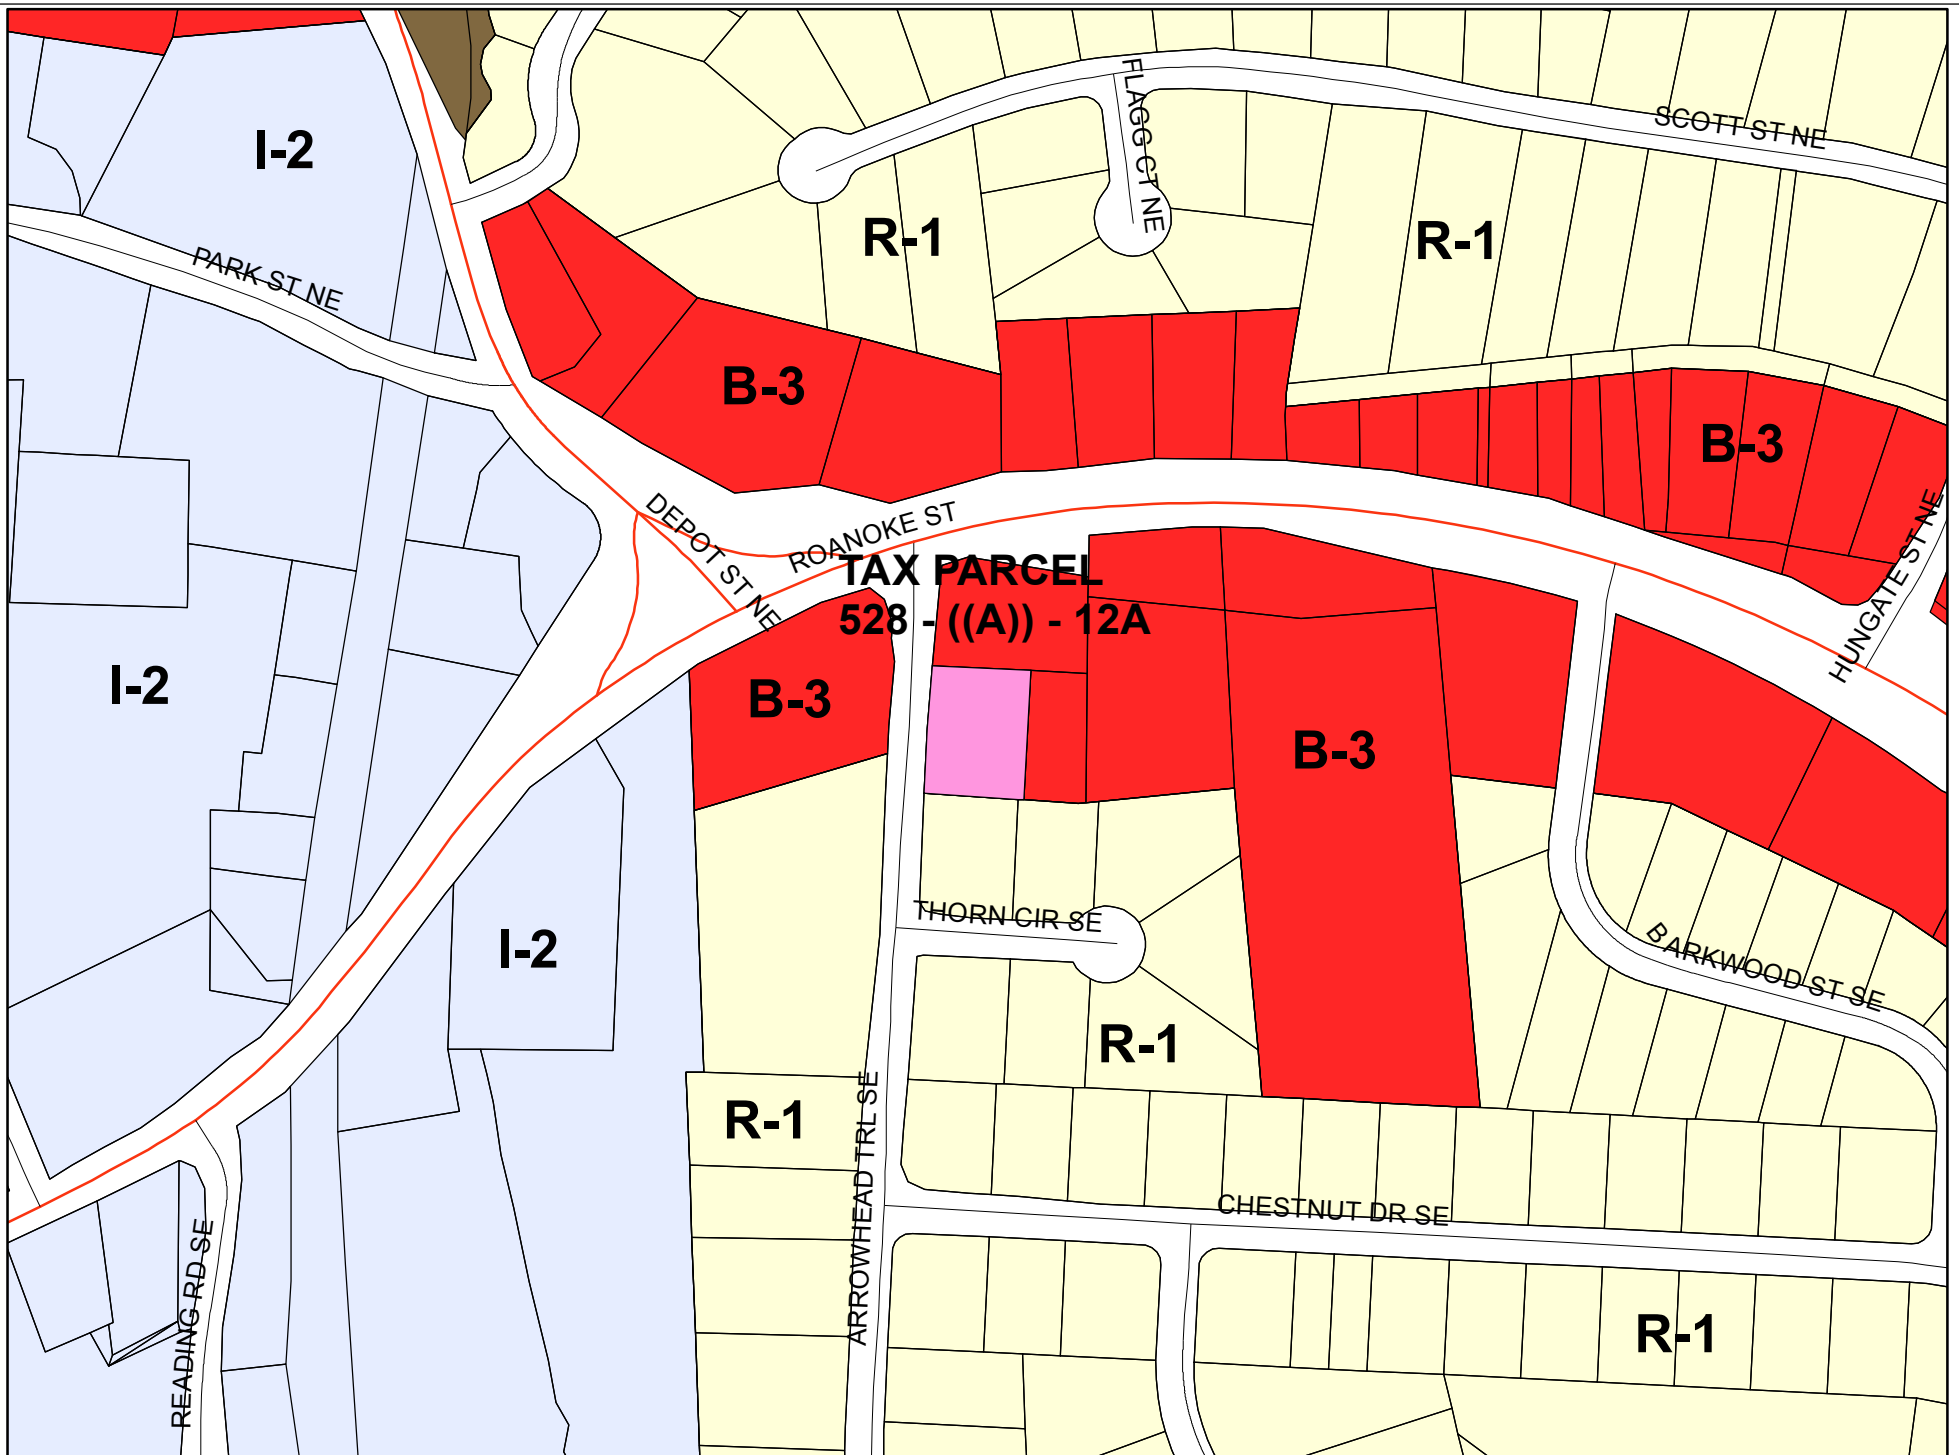 I-2
FLAGG CT NE
SCOTT ST NE
R-1
R-1
PARK ST NE
B-3
B-3
DEPOT ST NE
ROANOKE ST
TAX PARCEL
528 - ((A)) - 12A
HUNGATE ST NE
I-2
B-3
B-3
THORN CIR SE
I-2
BARKWOOD ST SE
R-1
R-1
ARROWHEAD TRL SE
CHESTNUT DR SE
READING RD SE
R-1